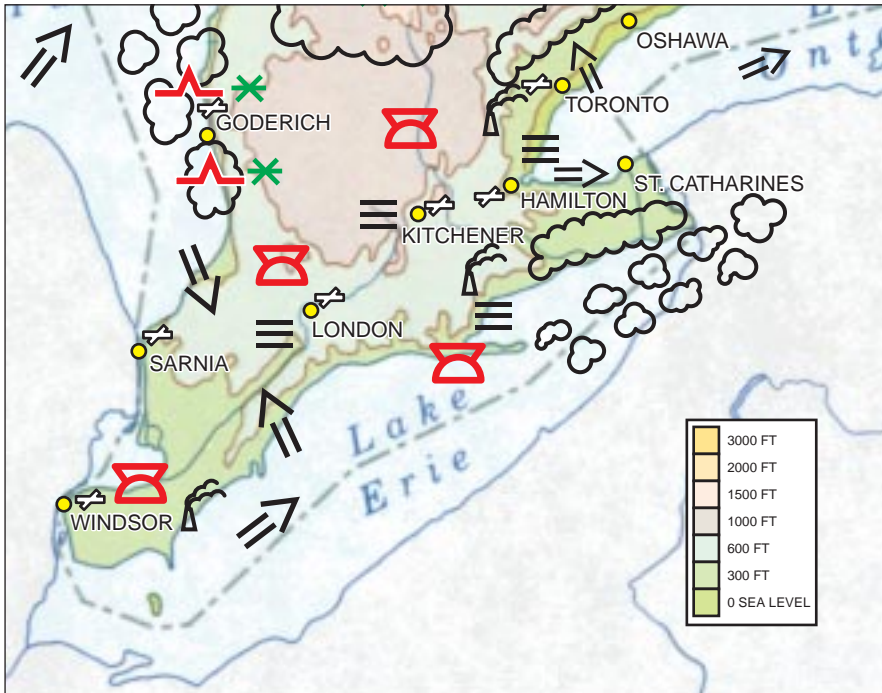 OSHAWA
TORONTO
GODERICH
ST. CATHARINES
HAMILTON
KITCHENER
LONDON
SARNIA
Lake
Erie
WINDSOR
3000 FT
2000 FT
1500 FT
1000 FT
600 FT
300 FT
0 SEA LEVEL